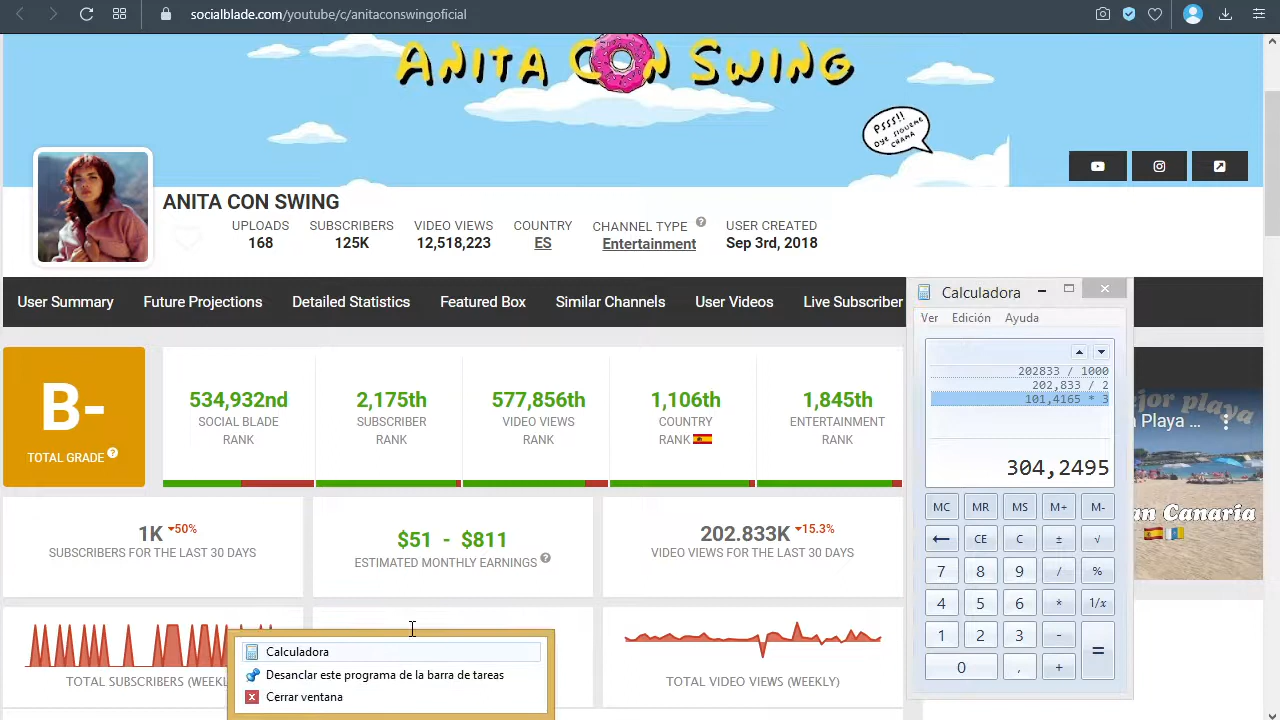 socialblade.com/youtube/c/anitaconswingoficial
ANITA CON SWING
PSSS!!
OYE SIGUEME
CHAMA
ANITA CON SWING
UPLOADS
168
SUBSCRIBERS
125K
VIDEO VIEWS
12,518,223
COUNTRY
ES
CHANNEL TYPE ?
Entertainment
USER CREATED
Sep 3rd, 2018
User Summary
Future Projections
Detailed Statistics
Featured Box
Similar Channels
User Videos
Live Subscriber
B-
TOTAL GRADE ?
534,932nd
SOCIAL BLADE
RANK
2,175th
SUBSCRIBER
RANK
577,856th
VIDEO VIEWS
RANK
1,106th
COUNTRY
RANK
1,845th
ENTERTAINMENT
RANK
1K 50%
SUBSCRIBERS FOR THE LAST 30 DAYS
$51 - $811
ESTIMATED MONTHLY EARNINGS ?
202.833K 15.3%
VIDEO VIEWS FOR THE LAST 30 DAYS
TOTAL SUBSCRIBERS (WEEKL
TOTAL VIDEO VIEWS (WEEKLY)
Calculadora
Desanclar este programa de la barra de tareas
Cerrar ventana
Calculadora
Ver Edición Ayuda
202833 / 1000
202,833 / 2
101,4165 * 3
304,2495
MC MR MS M+ M-
← CE C ± √
7 8 9 / %
4 5 6 * 1/x
1 2 3 - =
0 , +
jor playa
Playa ...
an Canaria